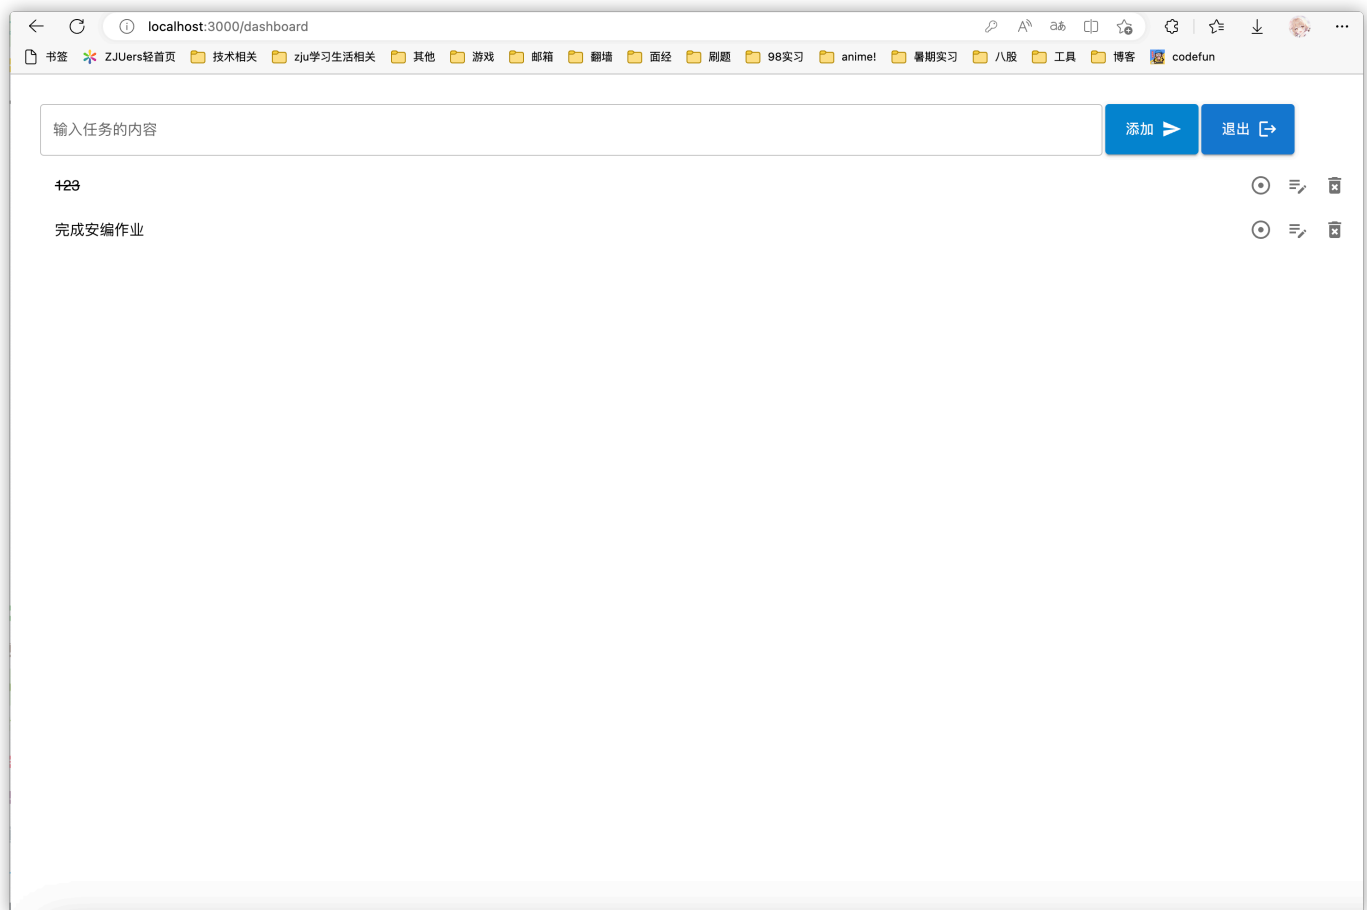 localhost:3000/dashboard
书签 ZJUers轻首页 技术相关 zju学习生活相关 其他 游戏 邮箱 翻墙 面经 刷题 98实习 anime! 暑期实习 八股 工具 博客 codefun
输入任务的内容 添加 退出
123
完成安编作业